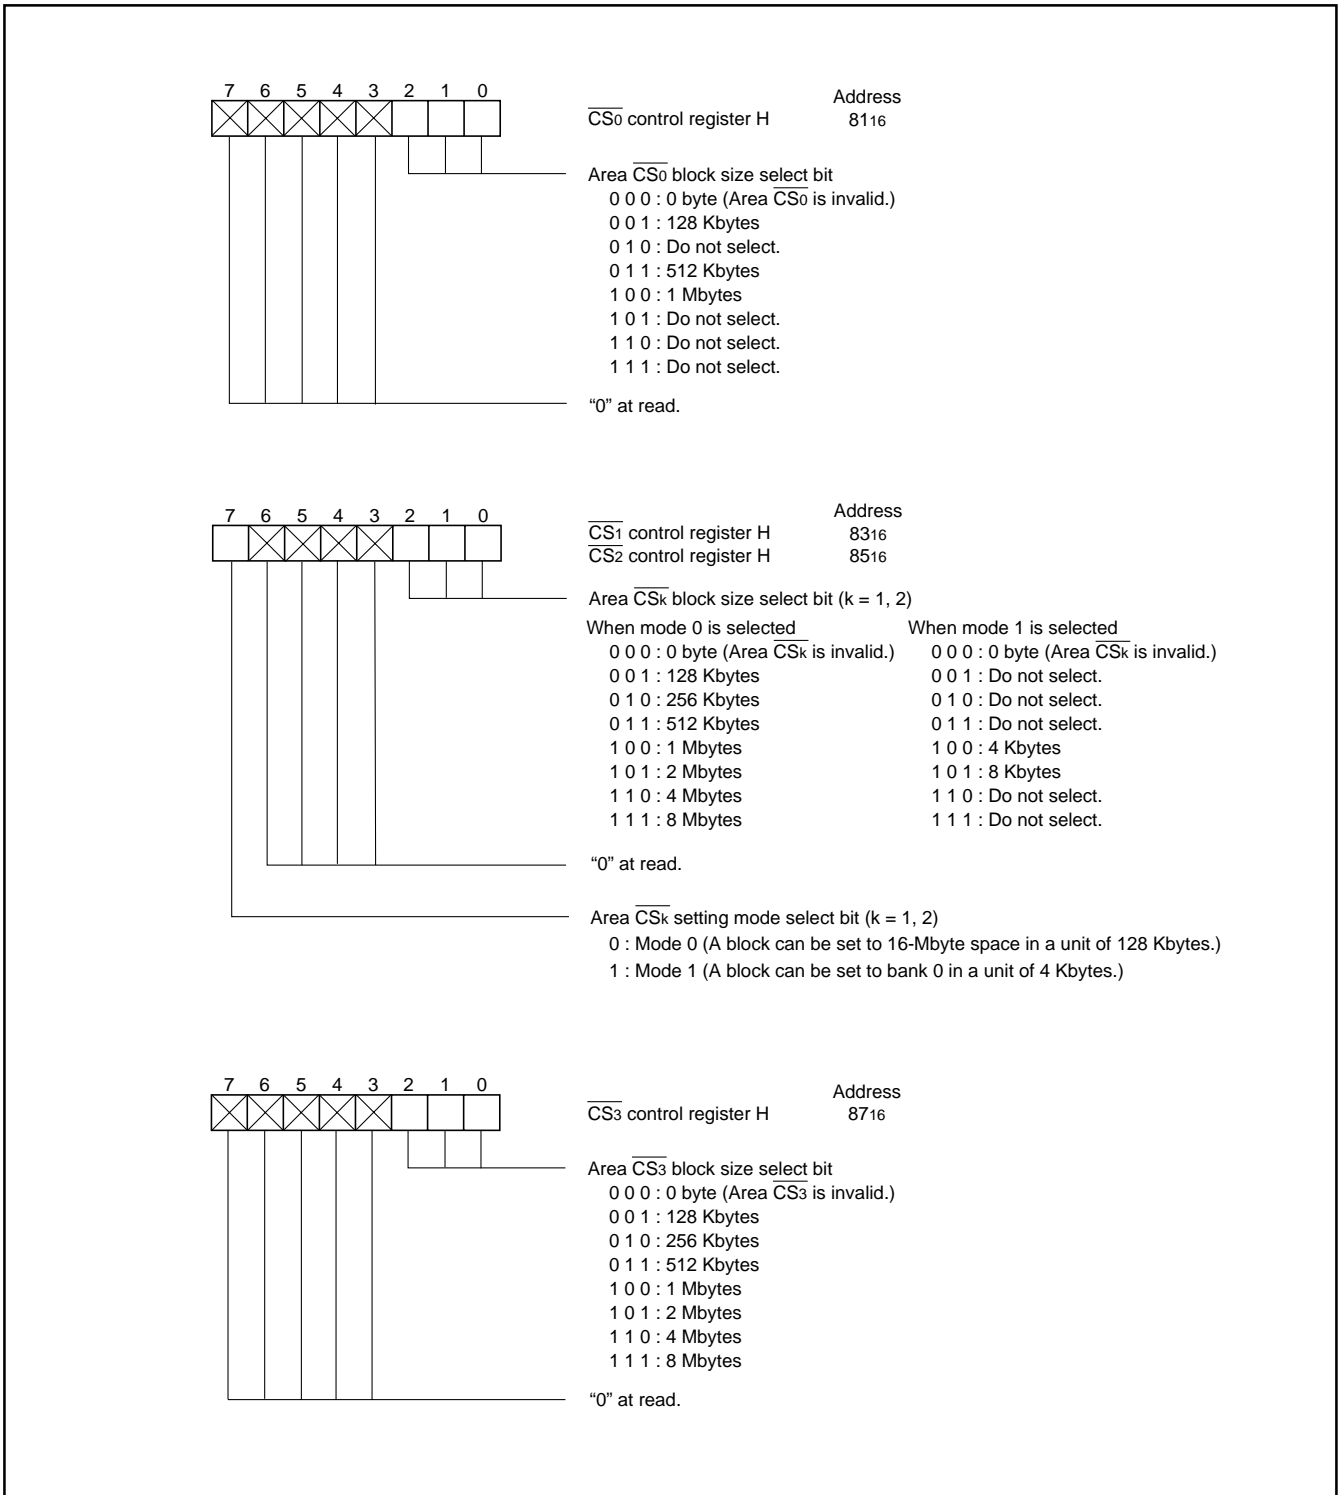 7 6 5 4 3 2 1 0
Address
C̅S̅0̅ control register H 8116
Area C̅S̅0̅ block size select bit
0 0 0 : 0 byte (Area C̅S̅0̅ is invalid.)
0 0 1 : 128 Kbytes
0 1 0 : Do not select.
0 1 1 : 512 Kbytes
1 0 0 : 1 Mbytes
1 0 1 : Do not select.
1 1 0 : Do not select.
1 1 1 : Do not select.
“0” at read.
7 6 5 4 3 2 1 0
Address
C̅S̅1̅ control register H 8316
C̅S̅2̅ control register H 8516
Area C̅S̅k̅ block size select bit (k = 1, 2)
When mode 0 is selected When mode 1 is selected
0 0 0 : 0 byte (Area C̅S̅k̅ is invalid.) 0 0 0 : 0 byte (Area C̅S̅k̅ is invalid.)
0 0 1 : 128 Kbytes 0 0 1 : Do not select.
0 1 0 : 256 Kbytes 0 1 0 : Do not select.
0 1 1 : 512 Kbytes 0 1 1 : Do not select.
1 0 0 : 1 Mbytes 1 0 0 : 4 Kbytes
1 0 1 : 2 Mbytes 1 0 1 : 8 Kbytes
1 1 0 : 4 Mbytes 1 1 0 : Do not select.
1 1 1 : 8 Mbytes 1 1 1 : Do not select.
“0” at read.
Area C̅S̅k̅ setting mode select bit (k = 1, 2)
0 : Mode 0 (A block can be set to 16-Mbyte space in a unit of 128 Kbytes.)
1 : Mode 1 (A block can be set to bank 0 in a unit of 4 Kbytes.)
7 6 5 4 3 2 1 0
Address
C̅S̅3̅ control register H 8716
Area C̅S̅3̅ block size select bit
0 0 0 : 0 byte (Area C̅S̅3̅ is invalid.)
0 0 1 : 128 Kbytes
0 1 0 : 256 Kbytes
0 1 1 : 512 Kbytes
1 0 0 : 1 Mbytes
1 0 1 : 2 Mbytes
1 1 0 : 4 Mbytes
1 1 1 : 8 Mbytes
“0” at read.